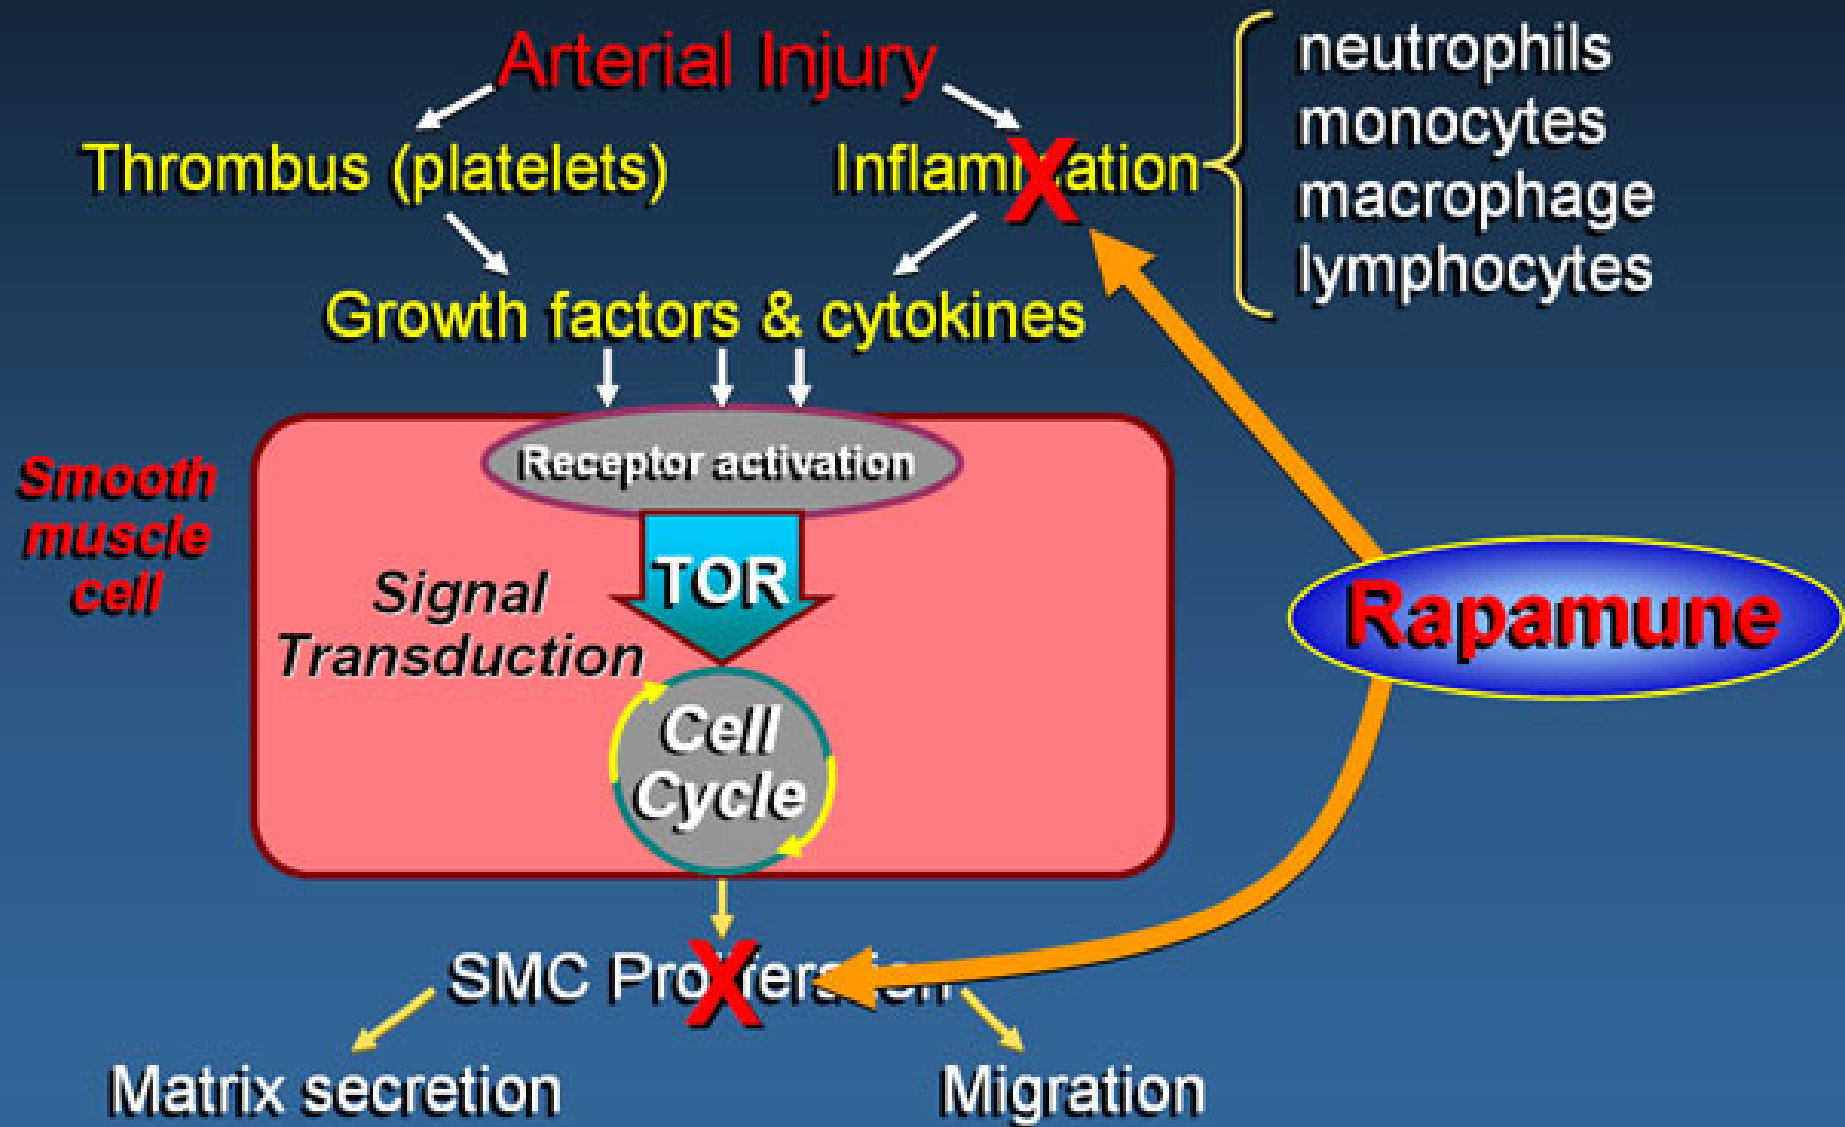 Arterial Injury
neutrophils
monocytes
macrophage
lymphocytes
Thrombus (platelets)
Inflammation
X
Growth factors & cytokines
Receptor activation
Smooth
muscle
cell
TOR
Signal
Transduction
Cell
Cycle
Rapamune
SMC Proliferation
X
Matrix secretion
Migration